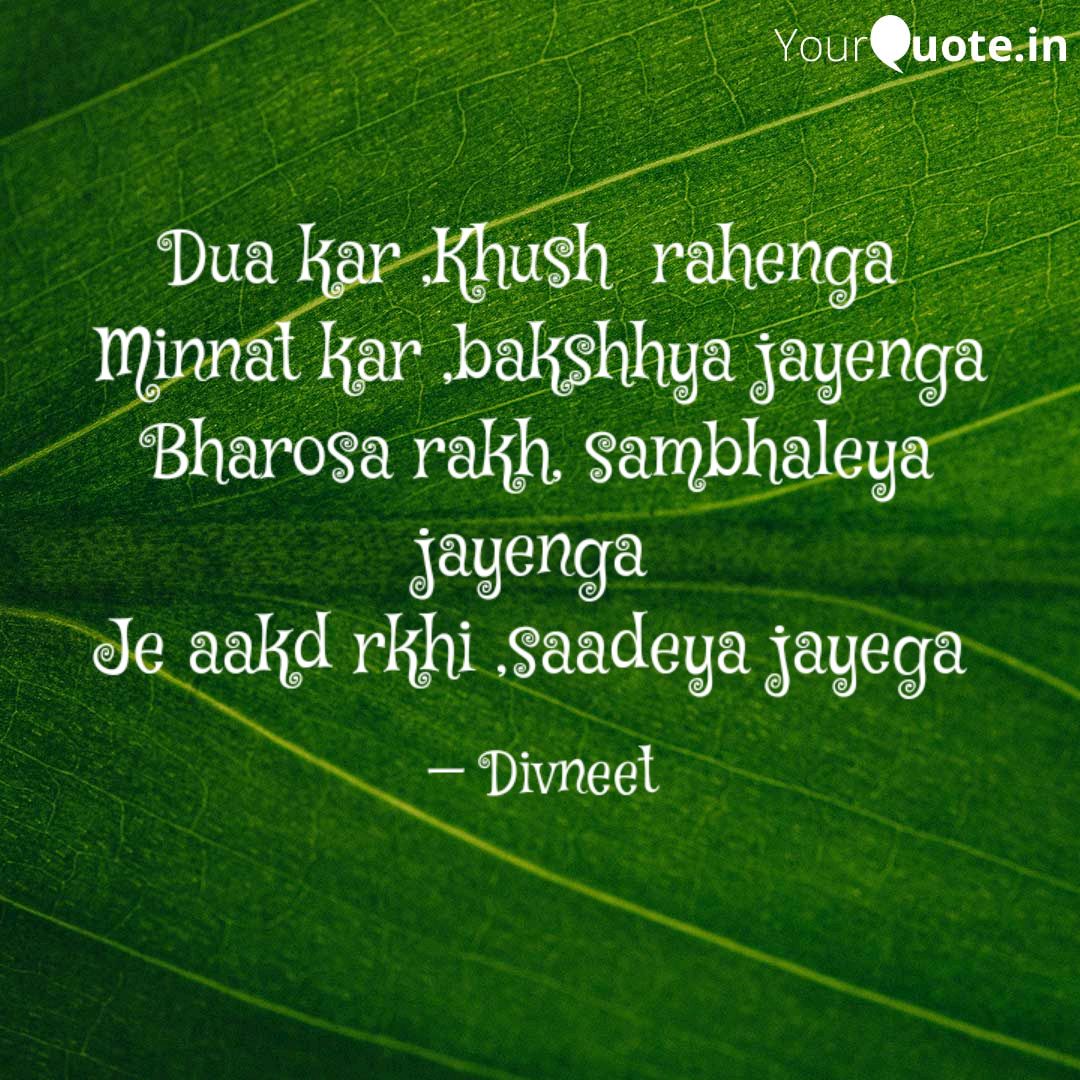 YourQuote.in
Dua kar ,Khush rahenga
Minnat kar ,bakshhya jayenga
Bharosa rakh, sambhaleya
jayenga
Je aakd rkhi ,saadeya jayega
– Divneet